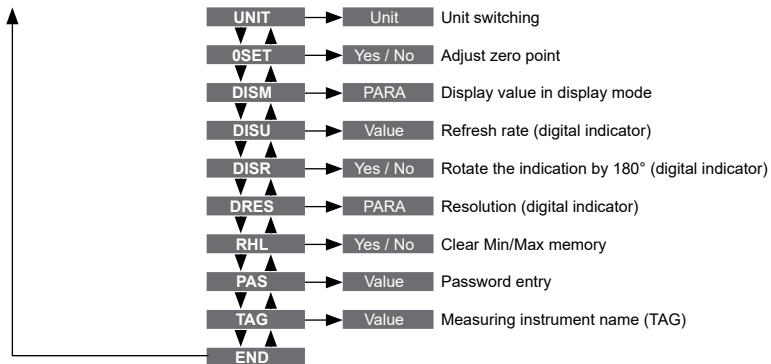 UNIT Unit Unit switching
0SET Yes / No Adjust zero point
DISM PARA Display value in display mode
DISU Value Refresh rate (digital indicator)
DISR Yes / No Rotate the indication by 180° (digital indicator)
DRES PARA Resolution (digital indicator)
RHL Yes / No Clear Min/Max memory
PAS Value Password entry
TAG Value Measuring instrument name (TAG)
END